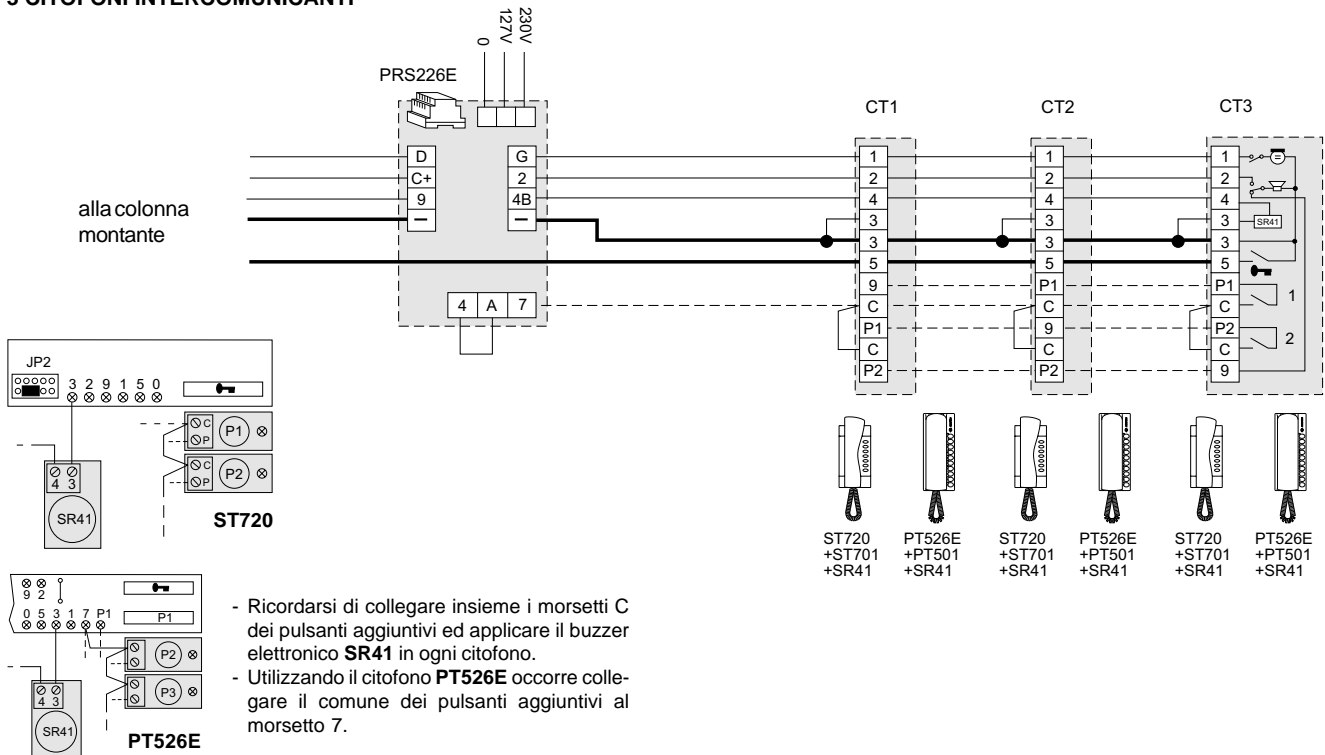 3 CITOFONI INTERCOMUNICANTI
0
127V
230V
PRS226E
CT1
CT2
CT3
D
C+
9
–
G
2
4B
–
4 A 7
alla colonna
montante
1
2
4
3
3
5
9
C
P1
C
P2
1
2
4
3
3
5
P1
C
9
C
P2
1
2
4
3
3
5
P1
C
P2
C
9
SR41
1
2
JP2
3 2 9 1 5 0
C
P
P1
C
P
P2
4 3
SR41
ST720
ST720
+ST701
+SR41
PT526E
+PT501
+SR41
ST720
+ST701
+SR41
PT526E
+PT501
+SR41
ST720
+ST701
+SR41
PT526E
+PT501
+SR41
9 2
0 5 3 1 7 P1
P1
P2
P3
4 3
SR41
PT526E
- Ricordarsi di collegare insieme i morsetti C
dei pulsanti aggiuntivi ed applicare il buzzer
elettronico SR41 in ogni citofono.
- Utilizzando il citofono PT526E occorre colle-
gare il comune dei pulsanti aggiuntivi al
morsetto 7.